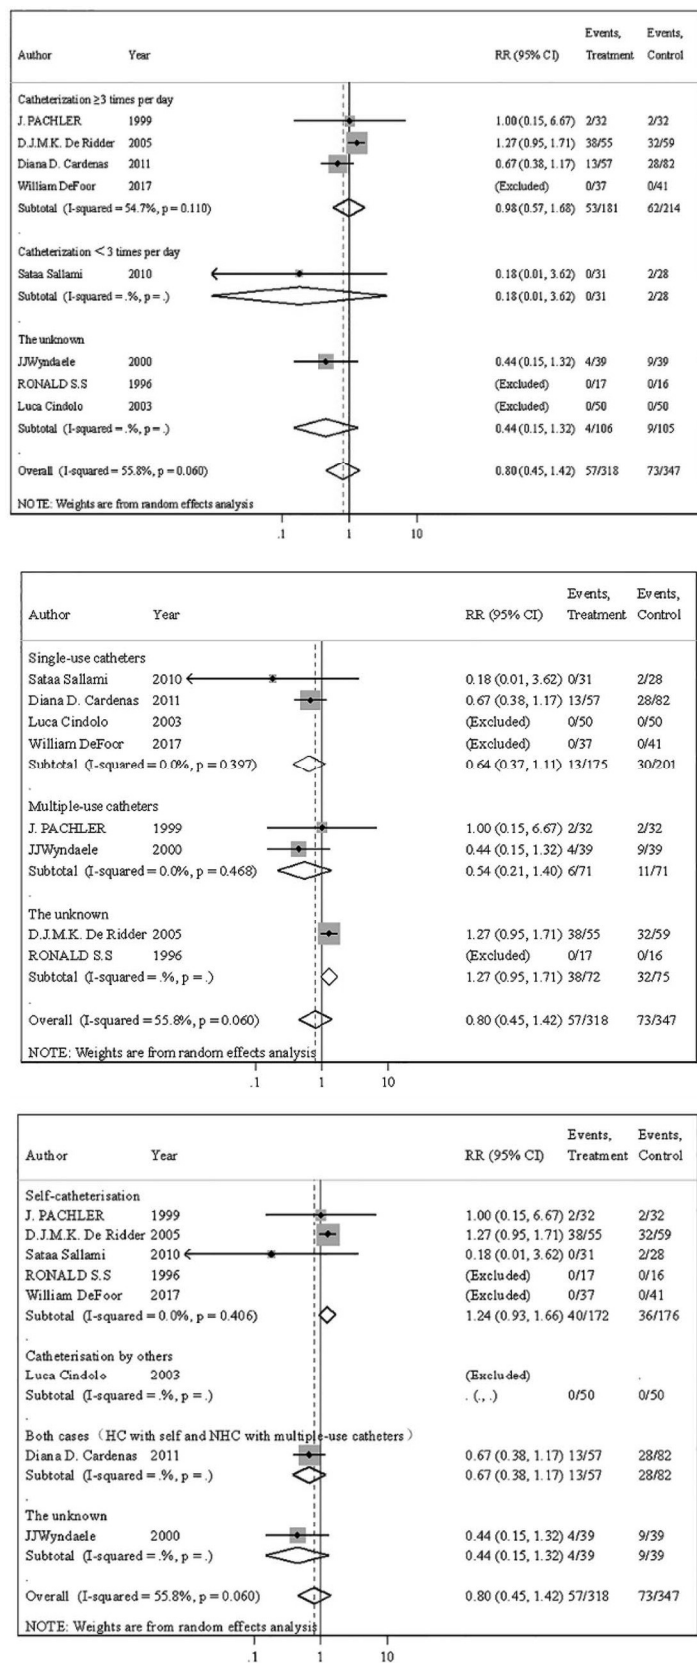 Events, Events,
Author Year RR (95% CI) Treatment Control
Catheterization ≥3 times per day
J. PACHLER 1999 1.00 (0.15, 6.67) 2/32 2/32
D.J.M.K. De Ridder 2005 1.27 (0.95, 1.71) 38/55 32/59
Diana D. Cardenas 2011 0.67 (0.38, 1.17) 13/57 28/82
William DeFoor 2017 (Excluded) 0/37 0/41
Subtotal (I-squared = 54.7%, p = 0.110) 0.98 (0.57, 1.68) 53/181 62/214
.
Catheterization < 3 times per day
Sataa Sallami 2010 0.18 (0.01, 3.62) 0/31 2/28
Subtotal (I-squared = .%, p = .) 0.18 (0.01, 3.62) 0/31 2/28
.
The unknown
JJWyndaele 2000 0.44 (0.15, 1.32) 4/39 9/39
RONALD S.S 1996 (Excluded) 0/17 0/16
Luca Cindolo 2003 (Excluded) 0/50 0/50
Subtotal (I-squared = .%, p = .) 0.44 (0.15, 1.32) 4/106 9/105
.
Overall (I-squared = 55.8%, p = 0.060) 0.80 (0.45, 1.42) 57/318 73/347
NOTE: Weights are from random effects analysis
.1 1 10
Events, Events,
Author Year RR (95% CI) Treatment Control
Single-use catheters
Sataa Sallami 2010 0.18 (0.01, 3.62) 0/31 2/28
Diana D. Cardenas 2011 0.67 (0.38, 1.17) 13/57 28/82
Luca Cindolo 2003 (Excluded) 0/50 0/50
William DeFoor 2017 (Excluded) 0/37 0/41
Subtotal (I-squared = 0.0%, p = 0.397) 0.64 (0.37, 1.11) 13/175 30/201
.
Multiple-use catheters
J. PACHLER 1999 1.00 (0.15, 6.67) 2/32 2/32
JJWyndaele 2000 0.44 (0.15, 1.32) 4/39 9/39
Subtotal (I-squared = 0.0%, p = 0.468) 0.54 (0.21, 1.40) 6/71 11/71
.
The unknown
D.J.M.K. De Ridder 2005 1.27 (0.95, 1.71) 38/55 32/59
RONALD S.S 1996 (Excluded) 0/17 0/16
Subtotal (I-squared = .%, p = .) 1.27 (0.95, 1.71) 38/72 32/75
.
Overall (I-squared = 55.8%, p = 0.060) 0.80 (0.45, 1.42) 57/318 73/347
NOTE: Weights are from random effects analysis
.1 1 10
Events, Events,
Author Year RR (95% CI) Treatment Control
Self-catheterisation
J. PACHLER 1999 1.00 (0.15, 6.67) 2/32 2/32
D.J.M.K. De Ridder 2005 1.27 (0.95, 1.71) 38/55 32/59
Sataa Sallami 2010 0.18 (0.01, 3.62) 0/31 2/28
RONALD S.S 1996 (Excluded) 0/17 0/16
William DeFoor 2017 (Excluded) 0/37 0/41
Subtotal (I-squared = 0.0%, p = 0.406) 1.24 (0.93, 1.66) 40/172 36/176
.
Catheterisation by others
Luca Cindolo 2003 (Excluded) .
Subtotal (I-squared = .%, p = .) . (., .) 0/50 0/50
.
Both cases (HC with self and NHC with multiple-use catheters)
Diana D. Cardenas 2011 0.67 (0.38, 1.17) 13/57 28/82
Subtotal (I-squared = .%, p = .) 0.67 (0.38, 1.17) 13/57 28/82
.
The unknown
JJWyndaele 2000 0.44 (0.15, 1.32) 4/39 9/39
Subtotal (I-squared = .%, p = .) 0.44 (0.15, 1.32) 4/39 9/39
.
Overall (I-squared = 55.8%, p = 0.060) 0.80 (0.45, 1.42) 57/318 73/347
NOTE: Weights are from random effects analysis
.1 1 10